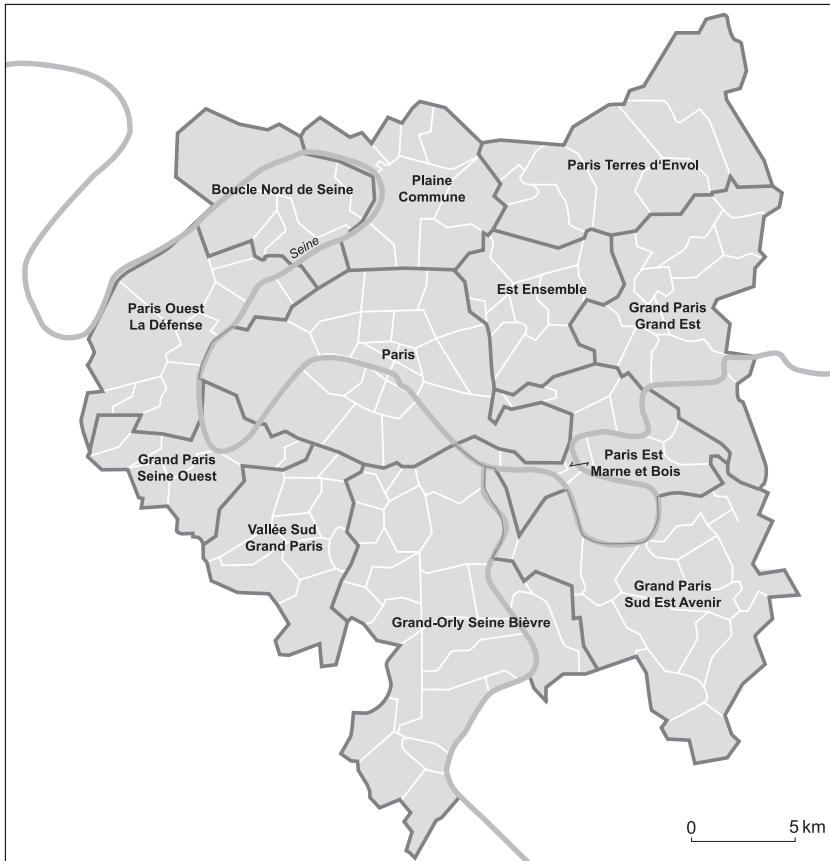 Paris Terres d‘Envol
Boucle Nord de Seine
Plaine
Commune
Seine
Est Ensemble
Paris Ouest
La Défense
Grand Paris
Grand Est
Paris
Grand Paris
Seine Ouest
Paris Est
Marne et Bois
Vallée Sud
Grand Paris
Grand Paris
Sud Est Avenir
Grand-Orly Seine Bièvre
0 5 km